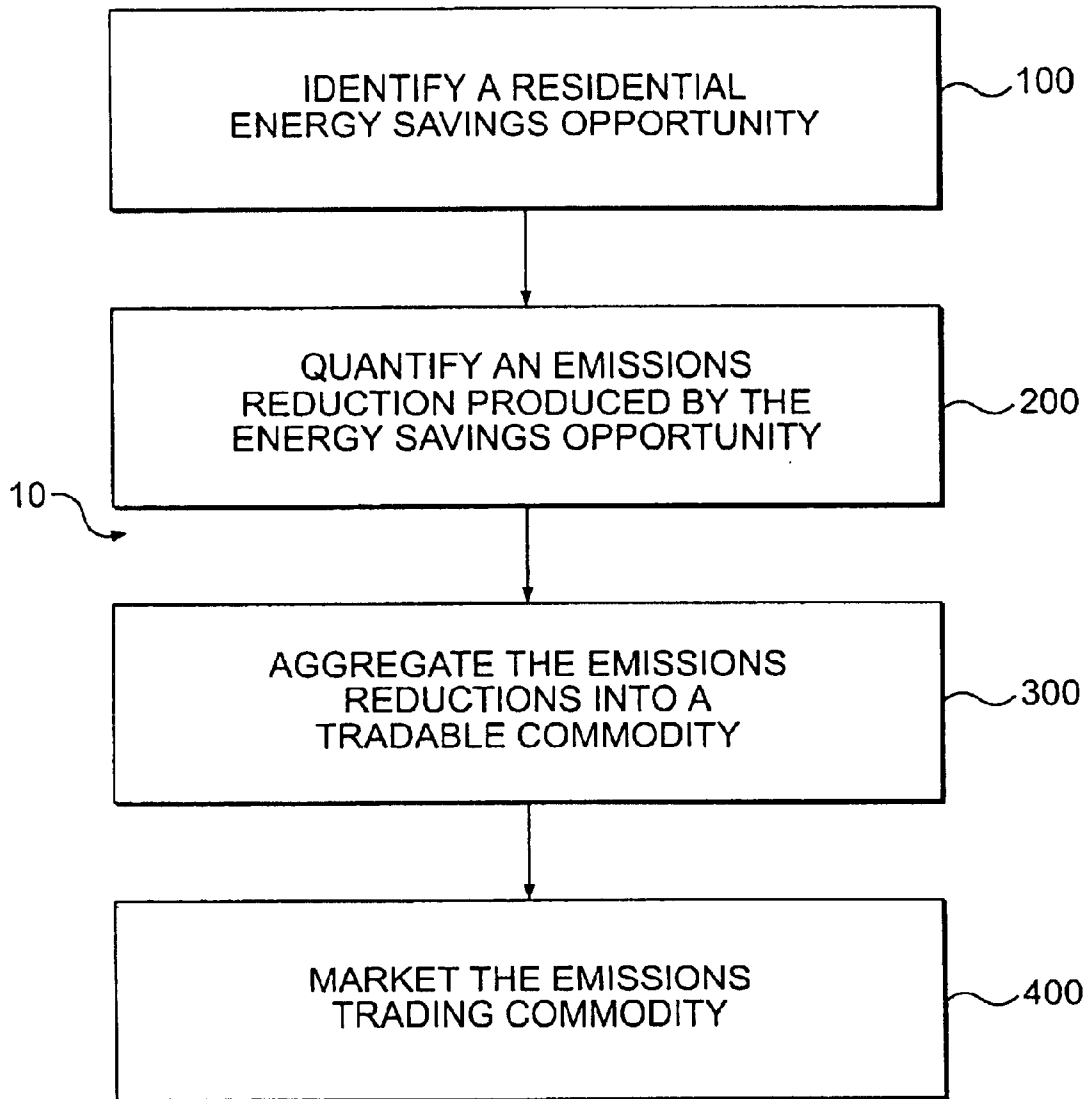 IDENTIFY A RESIDENTIAL
ENERGY SAVINGS OPPORTUNITY
100
QUANTIFY AN EMISSIONS
REDUCTION PRODUCED BY THE
ENERGY SAVINGS OPPORTUNITY
200
10
AGGREGATE THE EMISSIONS
REDUCTIONS INTO A
TRADABLE COMMODITY
300
MARKET THE EMISSIONS
TRADING COMMODITY
400